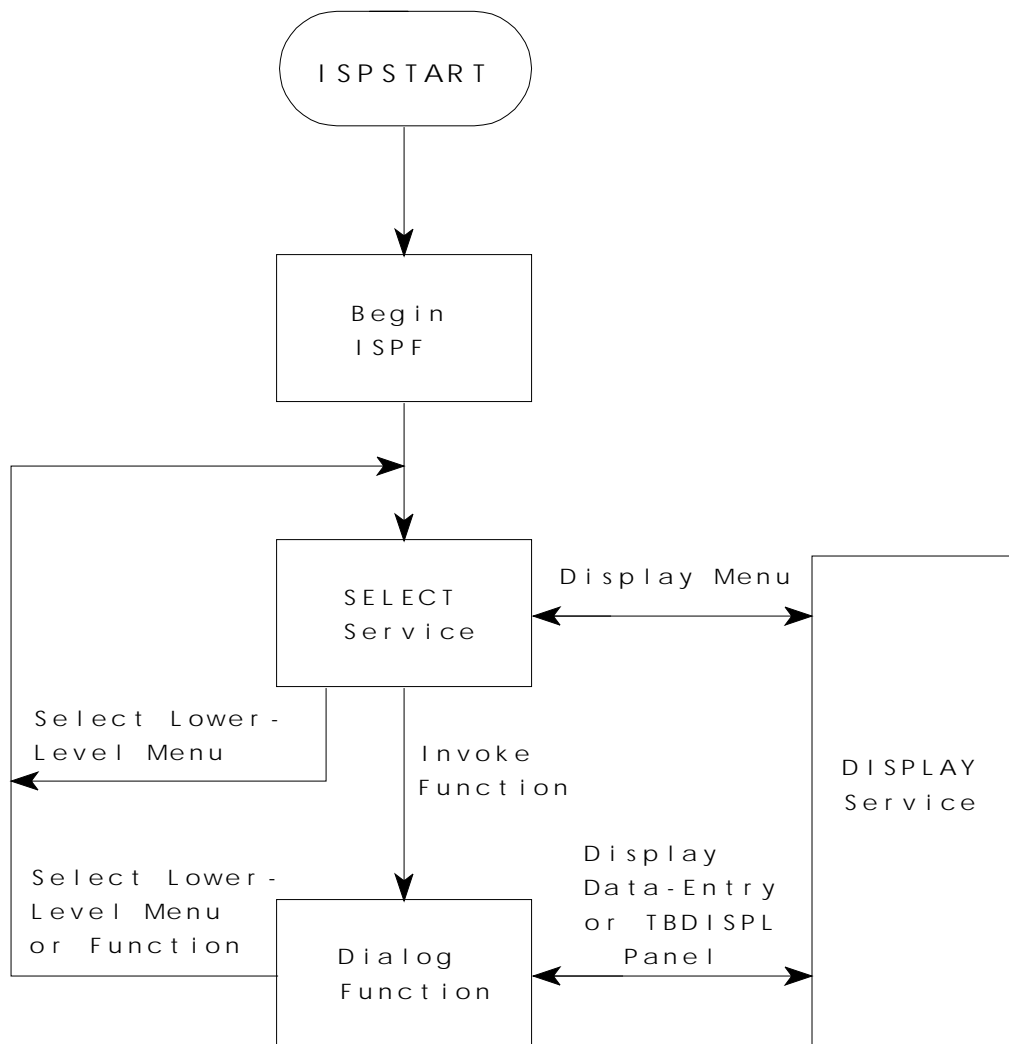 ISPSTART
Begin
ISPF
SELECT
Service
Display Menu
Select Lower-
Level Menu
Invoke
Function
DISPLAY
Service
Select Lower-
Level Menu
or Function
Display
Data-Entry
or TBDISPL
Panel
Dialog
Function